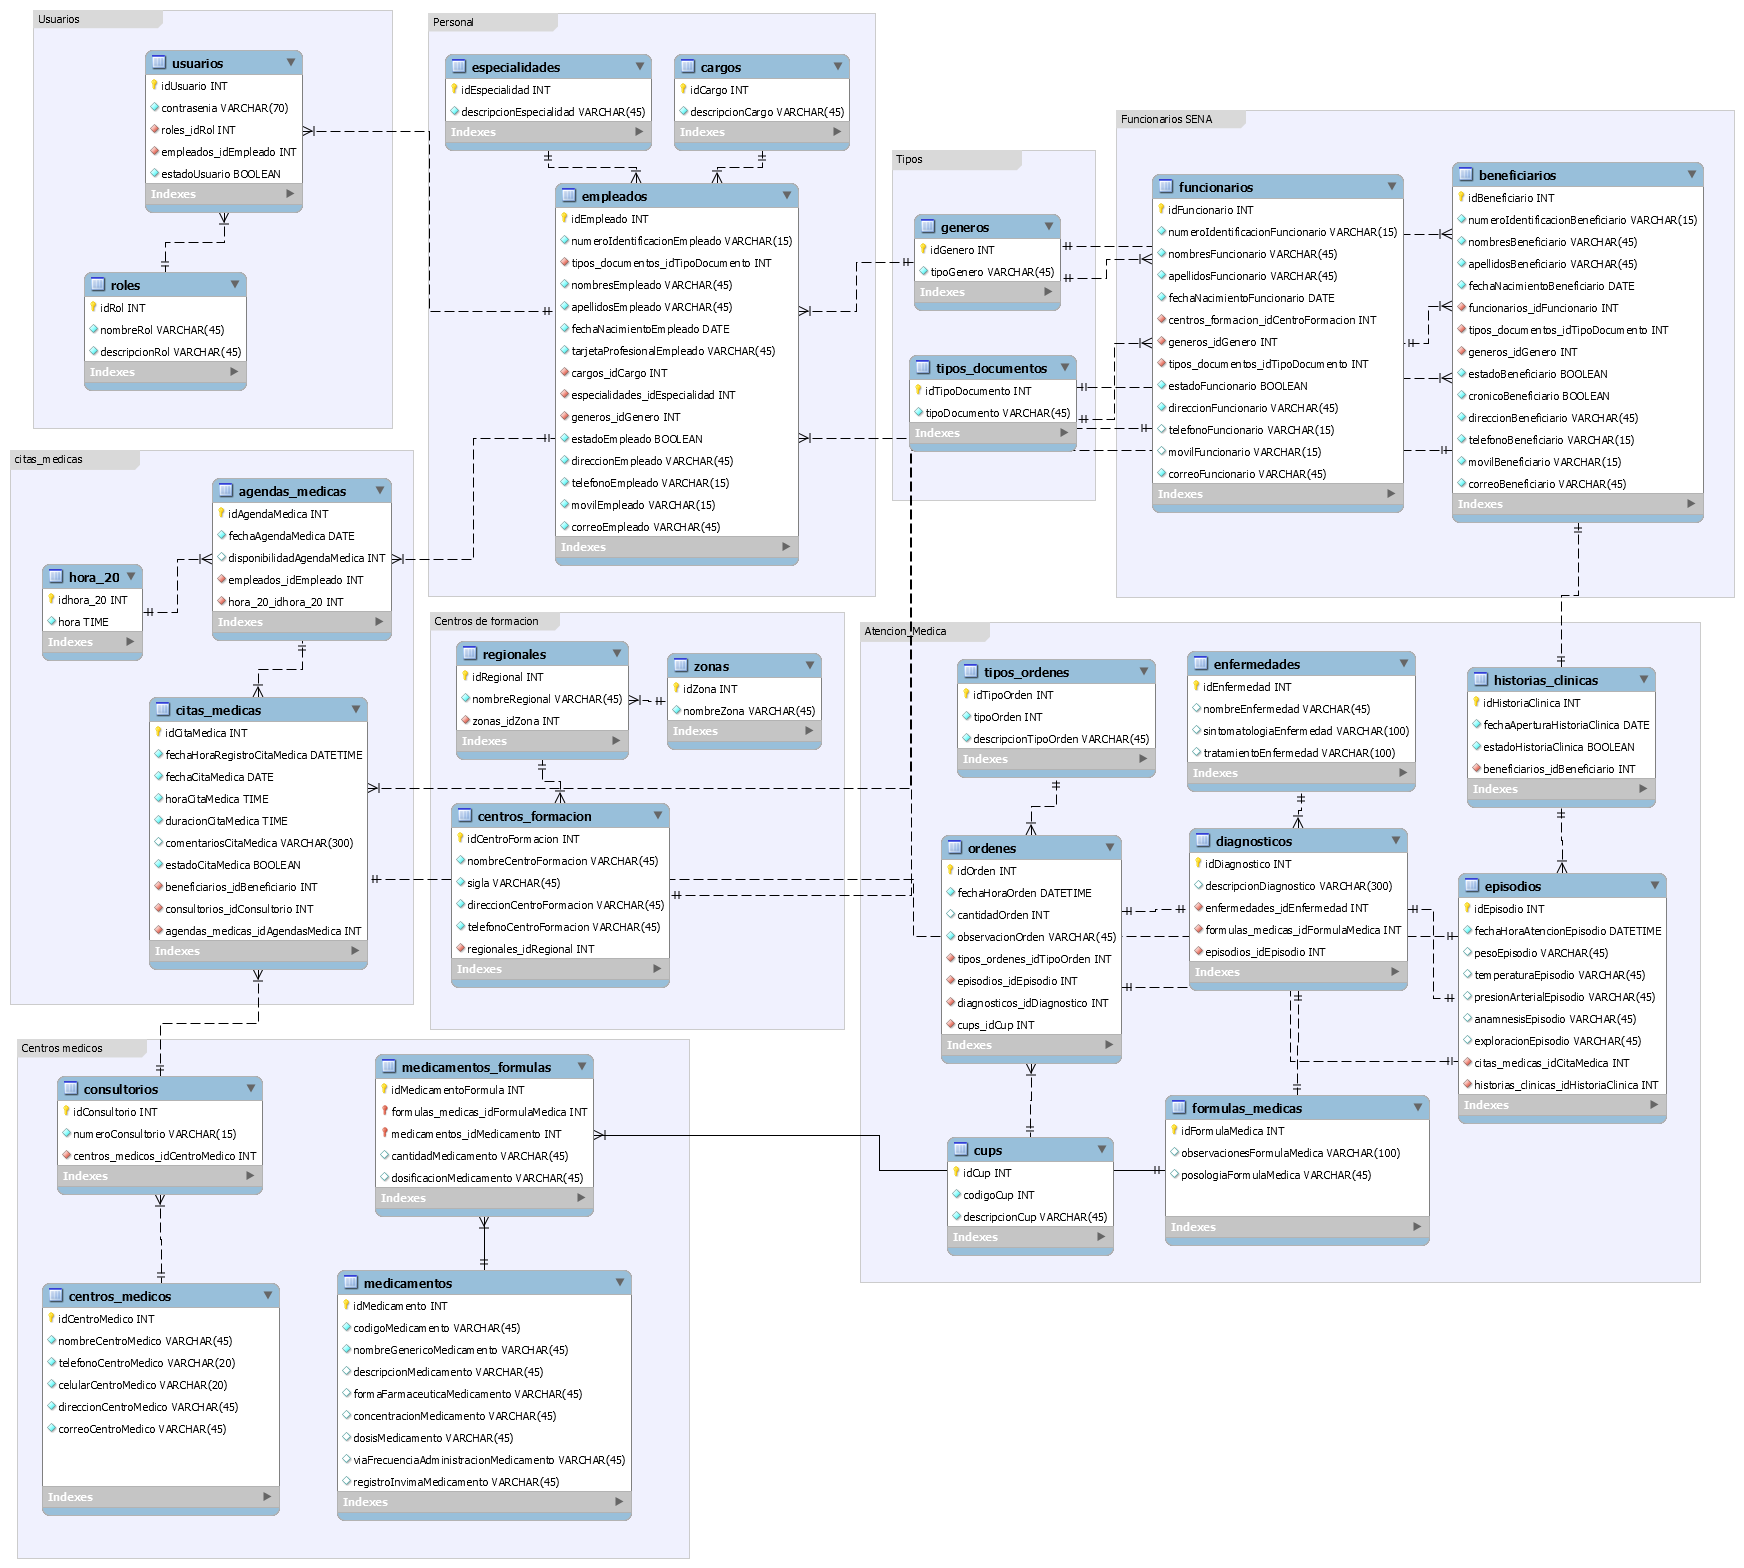 Usuarios
usuarios
idUsuario INT
contrasenia VARCHAR(70)
roles_idRol INT
empleados_idEmpleado INT
estadoUsuario BOOLEAN
Indexes
roles
idRol INT
nombreRol VARCHAR(45)
descripcionRol VARCHAR(45)
Indexes
Personal
especialidades
idEspecialidad INT
descripcionEspecialidad VARCHAR(45)
Indexes
cargos
idCargo INT
descripcionCargo VARCHAR(45)
Indexes
empleados
idEmpleado INT
numeroIdentificacionEmpleado VARCHAR(15)
tipos_documentos_idTipoDocumento INT
nombresEmpleado VARCHAR(45)
apellidosEmpleado VARCHAR(45)
fechaNacimientoEmpleado DATE
tarjetaProfesionalEmpleado VARCHAR(45)
cargos_idCargo INT
especialidades_idEspecialidad INT
generos_idGenero INT
estadoEmpleado BOOLEAN
direccionEmpleado VARCHAR(45)
telefonoEmpleado VARCHAR(15)
movilEmpleado VARCHAR(15)
correoEmpleado VARCHAR(45)
Indexes
Tipos
generos
idGenero INT
tipoGenero VARCHAR(45)
Indexes
tipos_documentos
idTipoDocumento INT
tipoDocumento VARCHAR(45)
Indexes
Funcionarios SENA
funcionarios
idFuncionario INT
numeroIdentificacionFuncionario VARCHAR(15)
nombresFuncionario VARCHAR(45)
apellidosFuncionario VARCHAR(45)
fechaNacimientoFuncionario DATE
centros_formacion_idCentroFormacion INT
generos_idGenero INT
tipos_documentos_idTipoDocumento INT
estadoFuncionario BOOLEAN
direccionFuncionario VARCHAR(45)
telefonoFuncionario VARCHAR(15)
movilFuncionario VARCHAR(15)
correoFuncionario VARCHAR(45)
Indexes
beneficiarios
idBeneficiario INT
numeroIdentificacionBeneficiario VARCHAR(15)
nombresBeneficiario VARCHAR(45)
apellidosBeneficiario VARCHAR(45)
fechaNacimientoBeneficiario DATE
funcionarios_idFuncionario INT
tipos_documentos_idTipoDocumento INT
generos_idGenero INT
estadoBeneficiario BOOLEAN
cronicoBeneficiario BOOLEAN
direccionBeneficiario VARCHAR(45)
telefonoBeneficiario VARCHAR(15)
movilBeneficiario VARCHAR(15)
correoBeneficiario VARCHAR(45)
Indexes
citas_medicas
agendas_medicas
idAgendaMedica INT
fechaAgendaMedica DATE
disponibilidadAgendaMedica INT
empleados_idEmpleado INT
hora_20_idhora_20 INT
Indexes
hora_20
idhora_20 INT
hora TIME
Indexes
citas_medicas
idCitaMedica INT
fechaHoraRegistroCitaMedica DATETIME
fechaCitaMedica DATE
horaCitaMedica TIME
duracionCitaMedica TIME
comentariosCitaMedica VARCHAR(300)
estadoCitaMedica BOOLEAN
beneficiarios_idBeneficiario INT
consultorios_idConsultorio INT
agendas_medicas_idAgendasMedica INT
Indexes
Centros de formacion
regionales
idRegional INT
nombreRegional VARCHAR(45)
zonas_idZona INT
Indexes
zonas
idZona INT
nombreZona VARCHAR(45)
Indexes
centros_formacion
idCentroFormacion INT
nombreCentroFormacion VARCHAR(45)
sigla VARCHAR(45)
direccionCentroFormacion VARCHAR(45)
telefonoCentroFormacion VARCHAR(45)
regionales_idRegional INT
Indexes
Atencion_Medica
tipos_ordenes
idTipoOrden INT
tipoOrden INT
descripcionTipoOrden VARCHAR(45)
Indexes
enfermedades
idEnfermedad INT
nombreEnfermedad VARCHAR(45)
sintomatologiaEnfermedad VARCHAR(100)
tratamientoEnfermedad VARCHAR(100)
Indexes
historias_clinicas
idHistoriaClinica INT
fechaAperturaHistoriaClinica DATE
estadoHistoriaClinica BOOLEAN
beneficiarios_idBeneficiario INT
Indexes
ordenes
idOrden INT
fechaHoraOrden DATETIME
cantidadOrden INT
observacionOrden VARCHAR(45)
tipos_ordenes_idTipoOrden INT
episodios_idEpisodio INT
diagnosticos_idDiagnostico INT
cups_idCup INT
Indexes
diagnosticos
idDiagnostico INT
descripcionDiagnostico VARCHAR(300)
enfermedades_idEnfermedad INT
formulas_medicas_idFormulaMedica INT
episodios_idEpisodio INT
Indexes
episodios
idEpisodio INT
fechaHoraAtencionEpisodio DATETIME
pesoEpisodio VARCHAR(45)
temperaturaEpisodio VARCHAR(45)
presionArterialEpisodio VARCHAR(45)
anamnesisEpisodio VARCHAR(45)
exploracionEpisodio VARCHAR(45)
citas_medicas_idCitaMedica INT
historias_clinicas_idHistoriaClinica INT
Indexes
cups
idCup INT
codigoCup INT
descripcionCup VARCHAR(45)
Indexes
formulas_medicas
idFormulaMedica INT
observacionesFormulaMedica VARCHAR(100)
posologiaFormulaMedica VARCHAR(45)
Indexes
Centros medicos
consultorios
idConsultorio INT
numeroConsultorio VARCHAR(15)
centros_medicos_idCentroMedico INT
Indexes
medicamentos_formulas
idMedicamentoFormula INT
formulas_medicas_idFormulaMedica INT
medicamentos_idMedicamento INT
cantidadMedicamento VARCHAR(45)
dosificacionMedicamento VARCHAR(45)
Indexes
centros_medicos
idCentroMedico INT
nombreCentroMedico VARCHAR(45)
telefonoCentroMedico VARCHAR(20)
celularCentroMedico VARCHAR(20)
direccionCentroMedico VARCHAR(45)
correoCentroMedico VARCHAR(45)
Indexes
medicamentos
idMedicamento INT
codigoMedicamento VARCHAR(45)
nombreGenericoMedicamento VARCHAR(45)
descripcionMedicamento VARCHAR(45)
formaFarmaceuticaMedicamento VARCHAR(45)
concentracionMedicamento VARCHAR(45)
dosisMedicamento VARCHAR(45)
viaFrecuenciaAdministracionMedicamento VARCHAR(45)
registroInvimaMedicamento VARCHAR(45)
Indexes